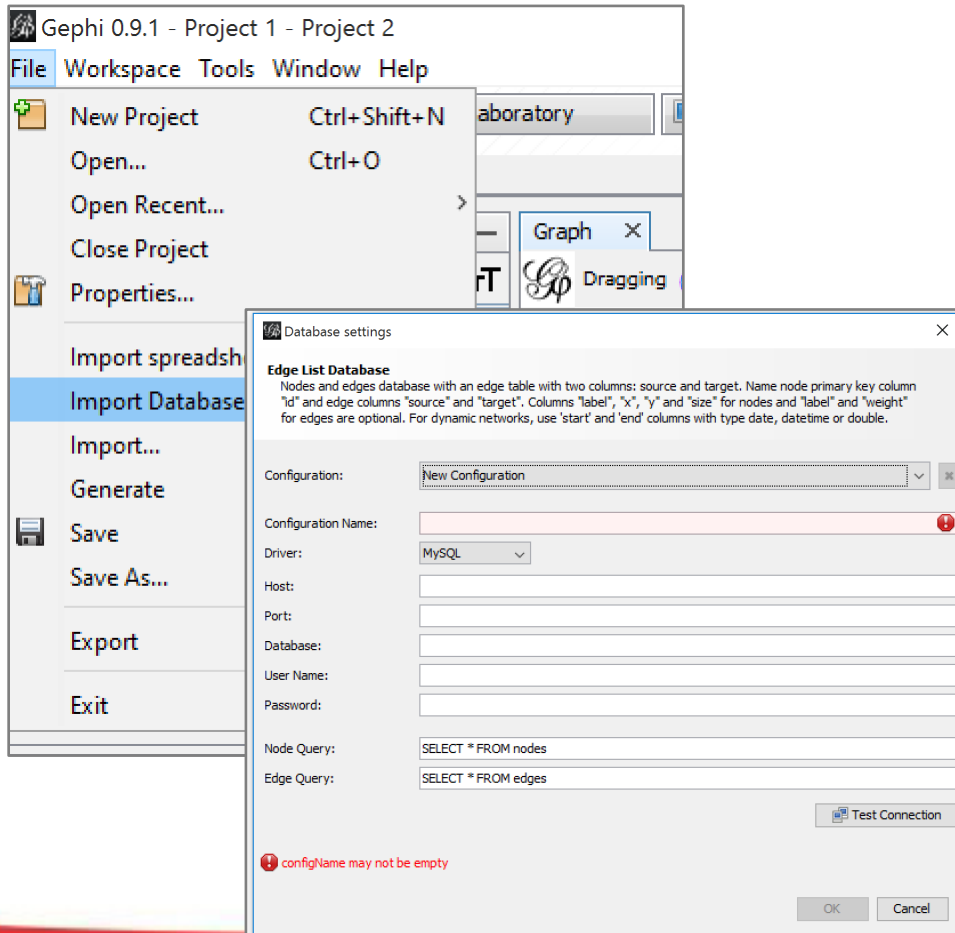 Gephi 0.9.1 - Project 1 - Project 2
File Workspace Tools Window Help
New Project Ctrl+Shift+N
aboratory
Open... Ctrl+O
Open Recent...
Close Project
Graph
Properties...
Dragging
Import spreadsh
Import Database
Import...
Generate
Save
Save As...
Export
Exit
Database settings
Edge List Database
Nodes and edges database with an edge table with two columns: source and target. Name node primary key column
"id" and edge columns "source" and "target". Columns "label", "x", "y" and "size" for nodes and "label" and "weight"
for edges are optional. For dynamic networks, use 'start' and 'end' columns with type date, datetime or double.
Configuration: New Configuration
Configuration Name:
Driver: MySQL
Host:
Port:
Database:
User Name:
Password:
Node Query: SELECT * FROM nodes
Edge Query: SELECT * FROM edges
Test Connection
configName may not be empty
OK Cancel